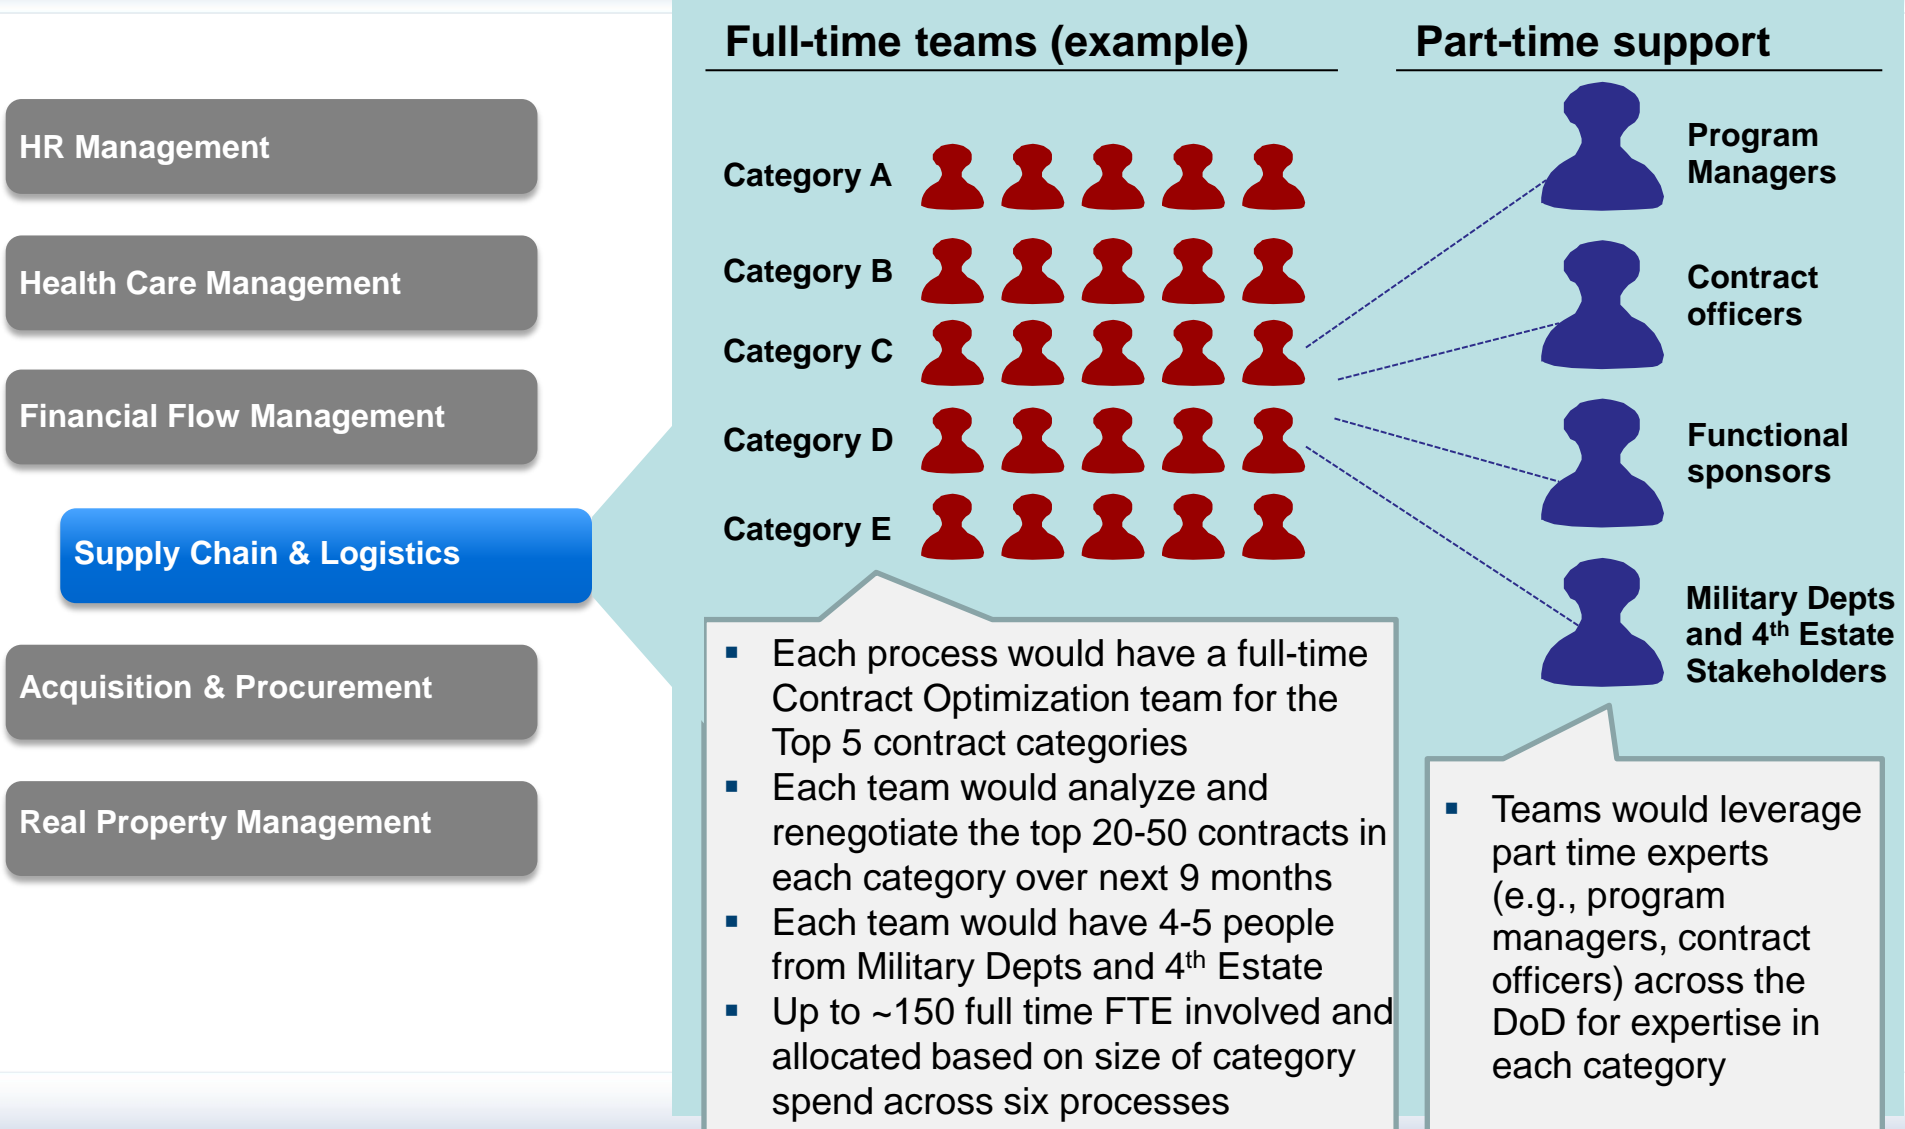 HR Management
Health Care Management
Financial Flow Management
Supply Chain & Logistics
Acquisition & Procurement
Real Property Management
Full-time teams (example)
Category A
Category B
Category C
Category D
Category E
▪ Each process would have a full-time
Contract Optimization team for the
Top 5 contract categories
▪ Each team would analyze and
renegotiate the top 20-50 contracts in
each category over next 9 months
▪ Each team would have 4-5 people
from Military Depts and 4th Estate
▪ Up to ~150 full time FTE involved and
allocated based on size of category
spend across six processes
Part-time support
Program
Managers
Contract
officers
Functional
sponsors
Military Depts
and 4th Estate
Stakeholders
▪ Teams would leverage
part time experts
(e.g., program
managers, contract
officers) across the
DoD for expertise in
each category